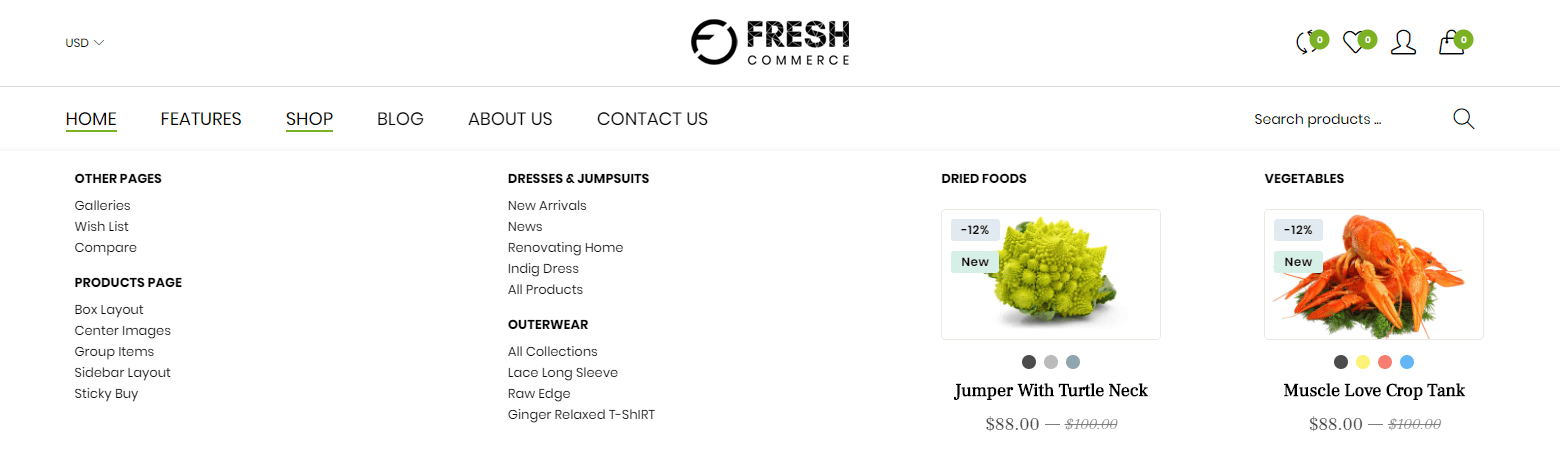 USD
FRESH
COMMERCE
0
0
0
HOME
FEATURES
SHOP
BLOG
ABOUT US
CONTACT US
Search products ...
OTHER PAGES
Galleries
Wish List
Compare
PRODUCTS PAGE
Box Layout
Center Images
Group Items
Sidebar Layout
Sticky Buy
DRESSES & JUMPSUITS
New Arrivals
News
Renovating Home
Indig Dress
All Products
OUTERWEAR
All Collections
Lace Long Sleeve
Raw Edge
Ginger Relaxed T-ShIRT
DRIED FOODS
-12%
New
Jumper With Turtle Neck
$88.00 — $100.00
VEGETABLES
-12%
New
Muscle Love Crop Tank
$88.00 — $100.00